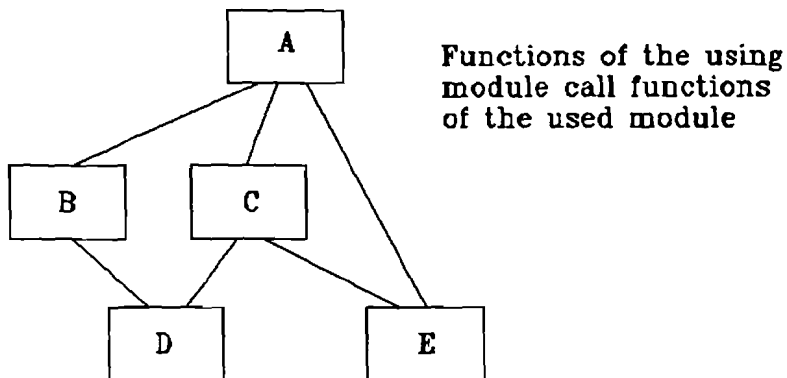 A
Functions of the using
module call functions
of the used module
B
C
D
E